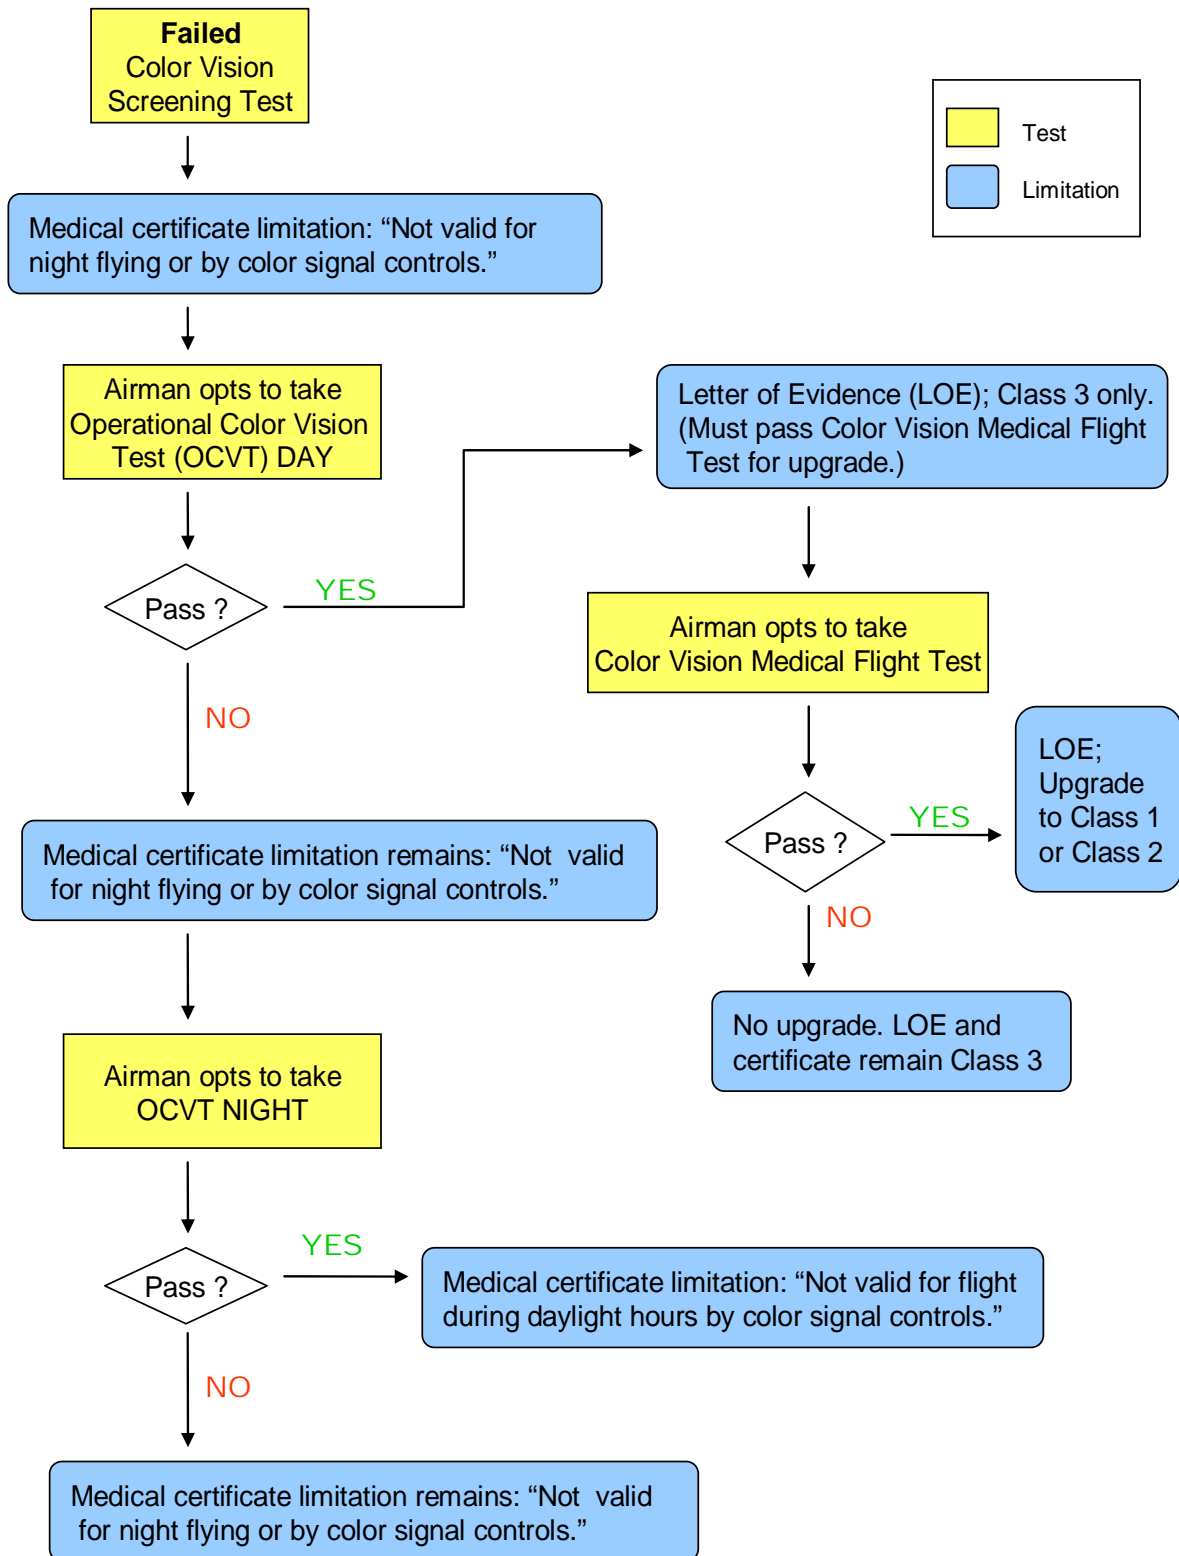 Failed
Color Vision
Screening Test
Test
Limitation
Medical certificate limitation: “Not valid for
night flying or by color signal controls.”
Airman opts to take
Operational Color Vision
Test (OCVT) DAY
Letter of Evidence (LOE); Class 3 only.
(Must pass Color Vision Medical Flight
Test for upgrade.)
Pass ?
YES
NO
Airman opts to take
Color Vision Medical Flight Test
Pass ?
YES
LOE;
Upgrade
to Class 1
or Class 2
NO
No upgrade. LOE and
certificate remain Class 3
Medical certificate limitation remains: “Not valid
for night flying or by color signal controls.”
Airman opts to take
OCVT NIGHT
Pass ?
YES
Medical certificate limitation: “Not valid for flight
during daylight hours by color signal controls.”
NO
Medical certificate limitation remains: “Not valid
for night flying or by color signal controls.”